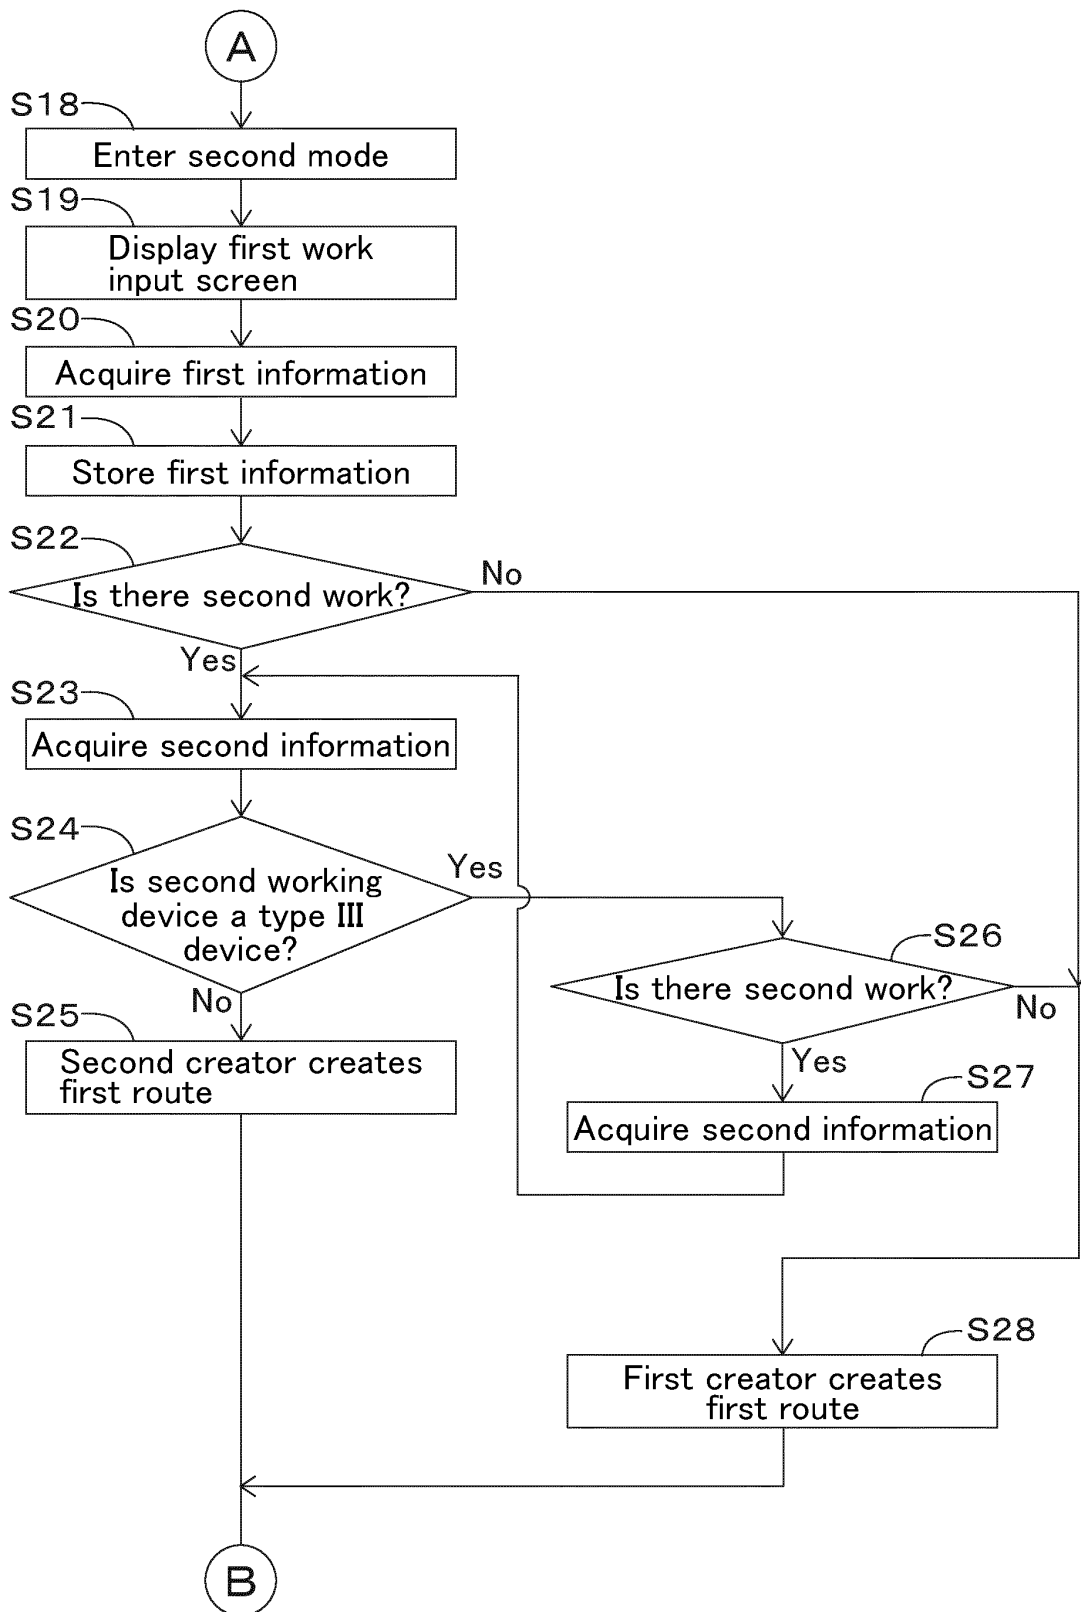 A
S18
Enter second mode
S19
Display first work
input screen
S20
Acquire first information
S21
Store first information
S22
Is there second work?
No
Yes
S23
Acquire second information
S24
Is second working
device a type III
device?
Yes
No
S25
Second creator creates
first route
S26
Is there second work?
No
Yes
S27
Acquire second information
S28
First creator creates
first route
B